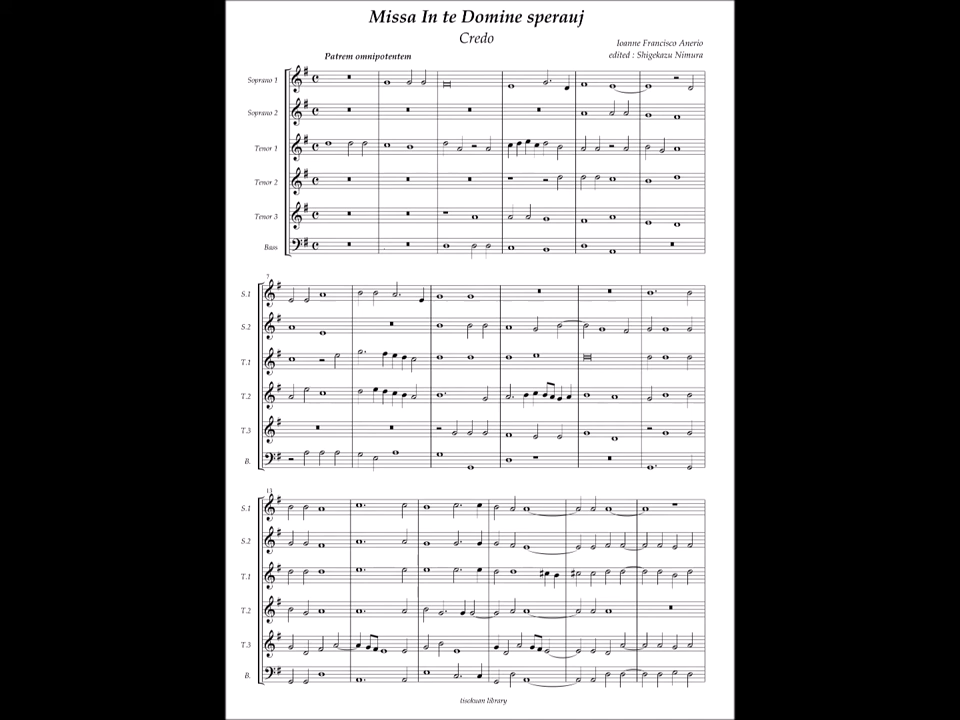 Missa In te Domine sperauj
Credo
Ioanne Francisco Anerio
Patrem omnipotentem
edited : Shigekazu Nimura
Soprano 1
Soprano 2
Tenor 1
Tenor 2
Tenor 3
Bass
7
S.1
S.2
T.1
T.2
T.3
B.
13
S.1
S.2
T.1
T.2
T.3
B.
tisokuan library